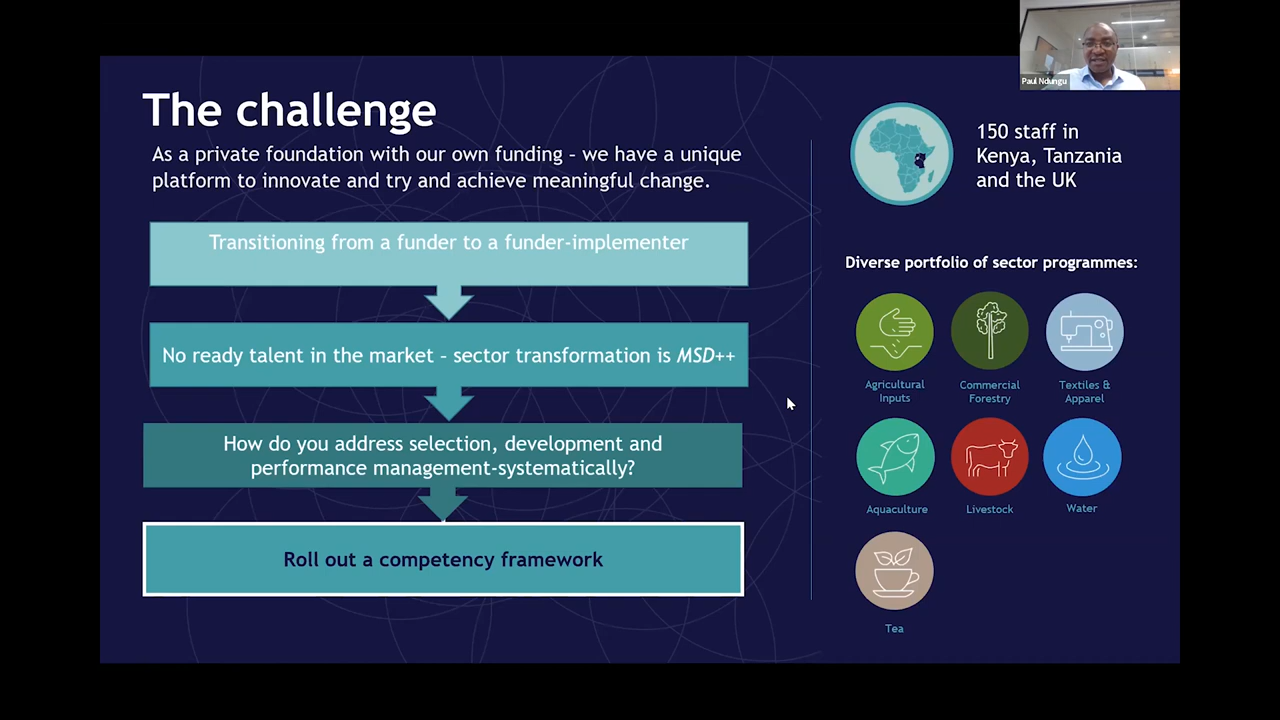 The challenge
As a private foundation with our own funding – we have a unique
platform to innovate and try and achieve meaningful change.
Transitioning from a funder to a funder-implementer
No ready talent in the market – sector transformation is MSD++
How do you address selection, development and
performance management-systematically?
Roll out a competency framework
Paul Ndungu
150 staff in
Kenya, Tanzania
and the UK
Diverse portfolio of sector programmes:
Agricultural
Inputs
Commercial
Forestry
Textiles &
Apparel
Aquaculture
Livestock
Water
Tea